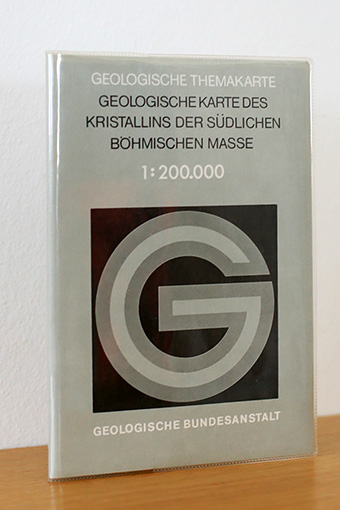 GEOLOGISCHE THEMAKARTE
GEOLOGISCHE KARTE DES
KRISTALLINS DER SÜDLICHEN
BÖHMISCHEN MASSE
1:200.000
G
GEOLOGISCHE BUNDESANSTALT